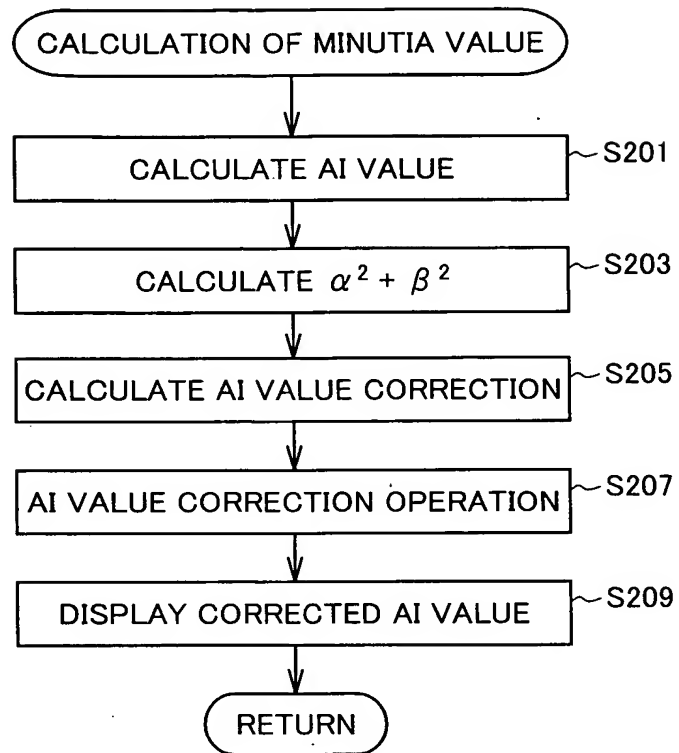 CALCULATION OF MINUTIA VALUE
CALCULATE AI VALUE
S201
CALCULATE α² + β²
S203
CALCULATE AI VALUE CORRECTION
S205
AI VALUE CORRECTION OPERATION
S207
DISPLAY CORRECTED AI VALUE
S209
RETURN